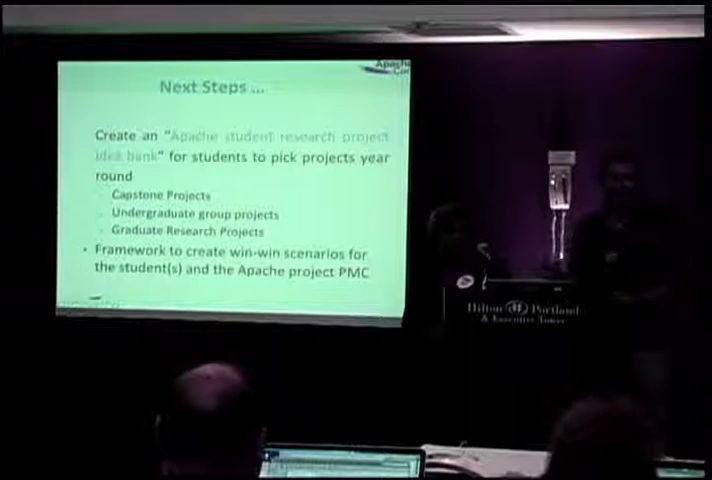 Apache
Con
Next Steps ...
Create an "Apache student research project
idea bank" for students to pick projects year
round
Capstone Projects
Undergraduate group projects
Graduate Research Projects
• Framework to create win-win scenarios for
the student(s) and the Apache project PMC
Hilton Portland
& Executive Tower